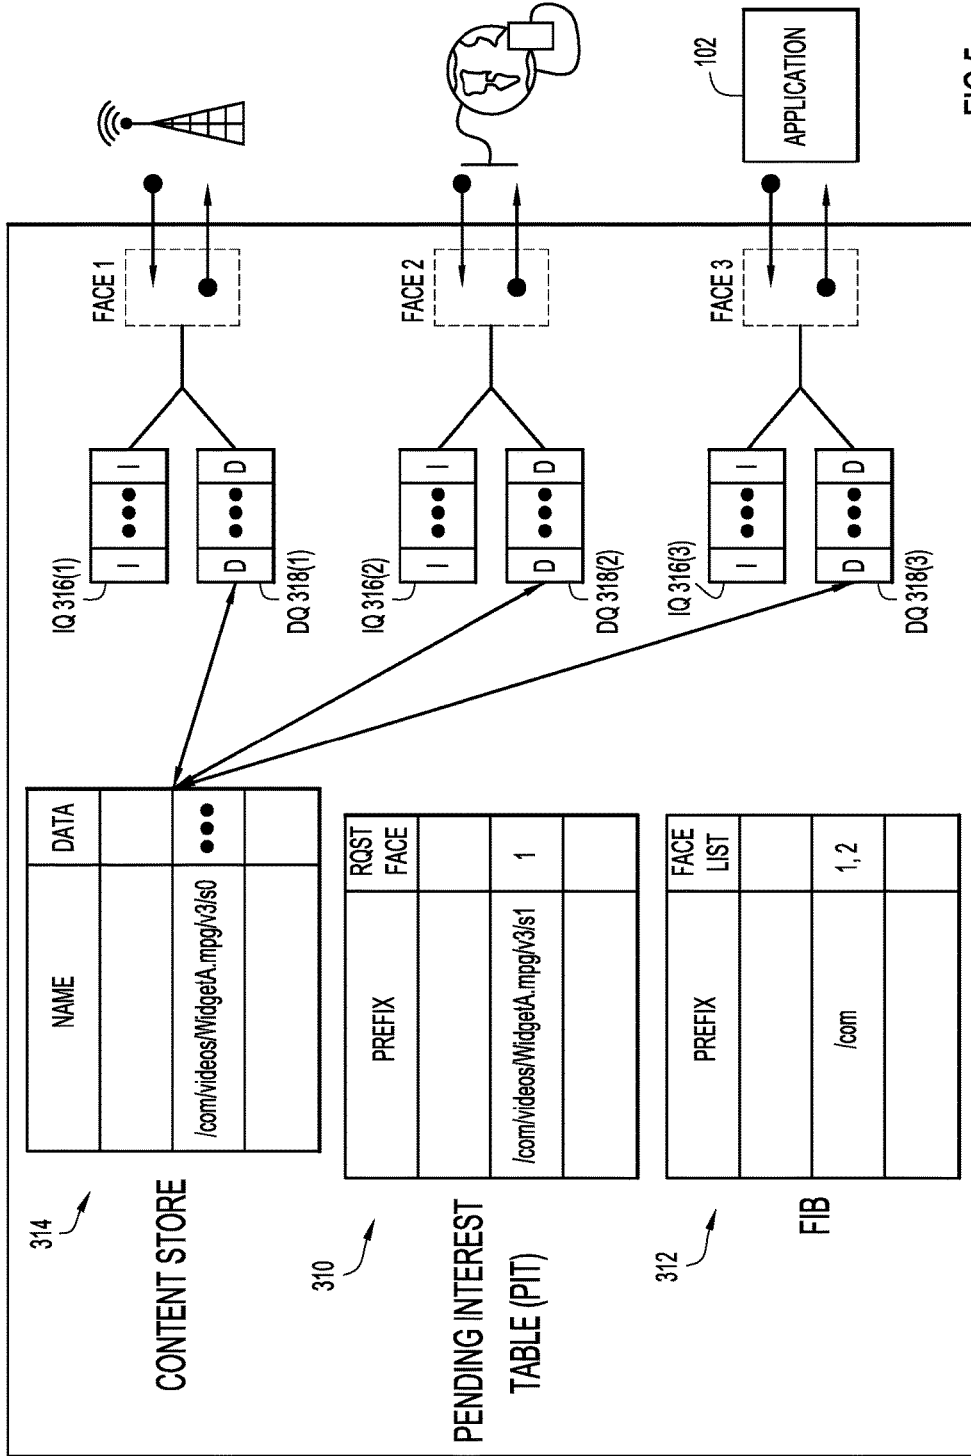 314
CONTENT STORE
NAME
DATA
/com/videos/WidgetA.mpg/v3/s0
310
PENDING INTEREST
TABLE (PIT)
PREFIX
RQST
FACE
/com/videos/WidgetA.mpg/v3/s1
1
312
FIB
PREFIX
FACE
LIST
/com
1, 2
IQ 316(1)
I
I
DQ 318(1)
D
D
FACE 1
IQ 316(2)
I
I
DQ 318(2)
D
D
FACE 2
IQ 316(3)
I
I
DQ 318(3)
D
D
FACE 3
102
APPLICATION